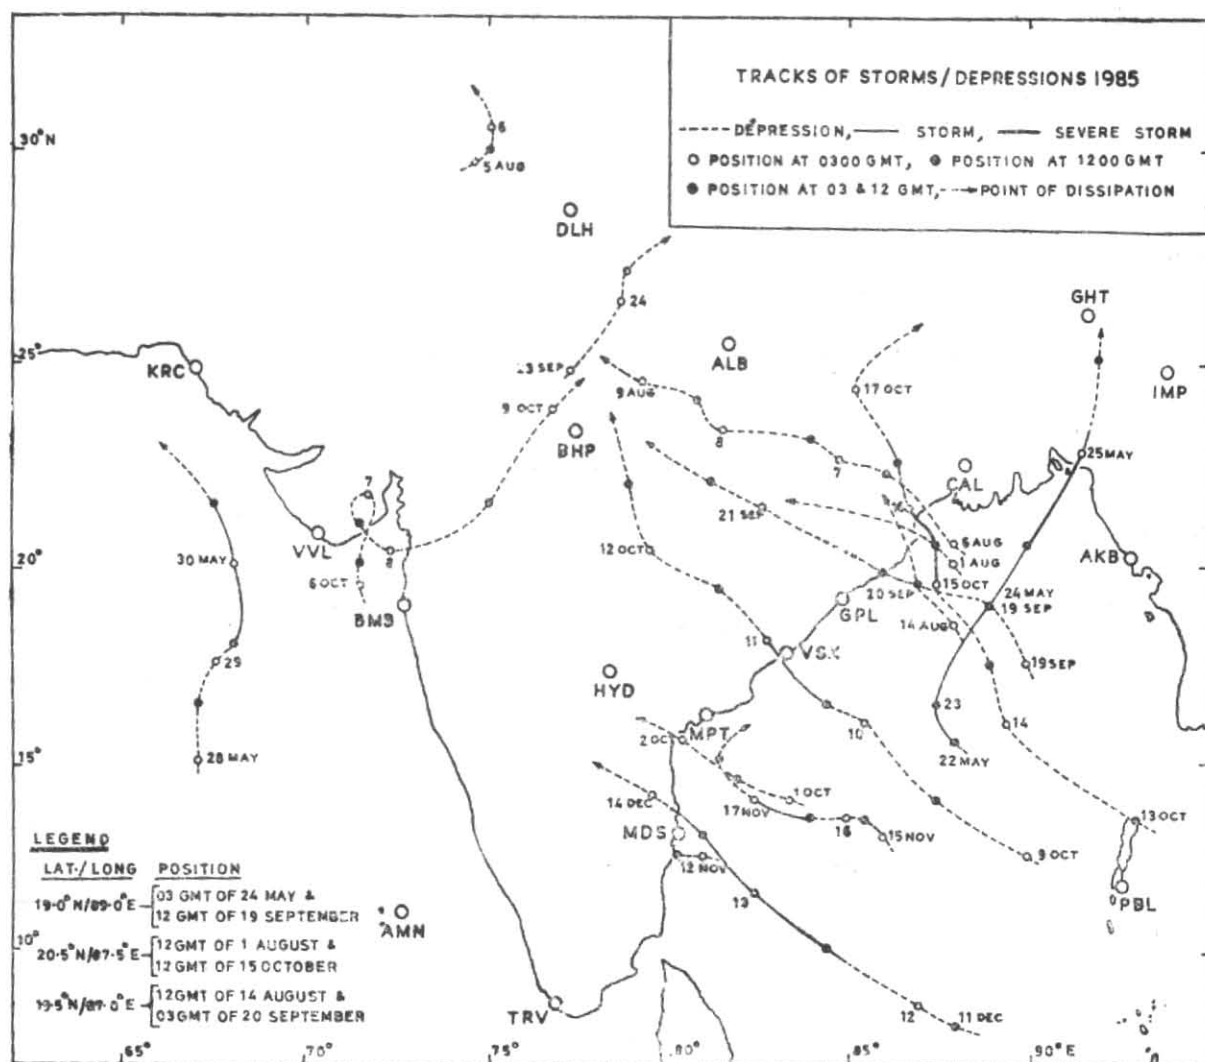 TRACKS OF STORMS/DEPRESSIONS 1985
DEPRESSION, STORM, SEVERE STORM
POSITION AT 0300 GMT, POSITION AT 1200 GMT
POSITION AT 03 & 12 GMT, POINT OF DISSIPATION
30°N
6
5 AUG
DLH
24
GHT
25°
KRC
SEP
ALB
IMP
9 OCT
9 AUG
17 OCT
BHP
8
7
25 MAY
7
CAL
21 SEP
VVL
12 OCT
6 AUG
AKB
20°
30 MAY
8
1 AUG
6 OCT
15 OCT
20 SEP
24 MAY
19 SEP
BMB
GPL
14 AUG
11
VSK
29
19 SEP
HYD
23
MPT
10
14
2 OCT
22 MAY
15°
28 MAY
1 OCT
14 DEC
17 NOV
13 OCT
MDS
16
15 NOV
9 OCT
12 NOV
13
PBL
LEGEND
LAT./LONG POSITION
19.0°N/89.0°E 03 GMT OF 24 MAY &
12 GMT OF 19 SEPTEMBER
AMN
10°
20.5°N/87.5°E 12 GMT OF 1 AUGUST &
12 GMT OF 15 OCTOBER
19.5°N/87.0°E 12 GMT OF 14 AUGUST &
03 GMT OF 20 SEPTEMBER
TRV
12
11 DEC
65° 70° 75° 80° 85° 90°E